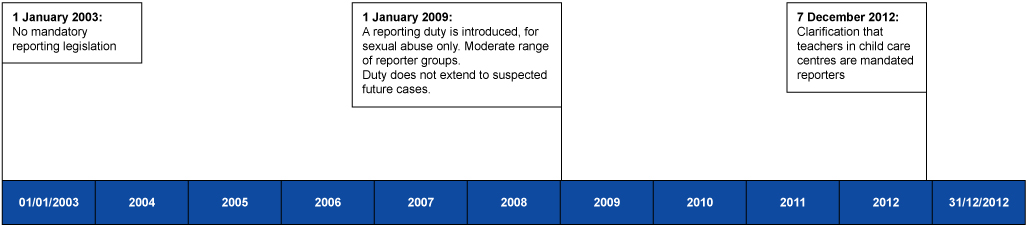 1 January 2003:
No mandatory
reporting legislation
1 January 2009:
A reporting duty is introduced, for
sexual abuse only. Moderate range
of reporter groups.
Duty does not extend to suspected
future cases.
7 December 2012:
Clarification that
teachers in child care
centres are mandated
reporters
01/01/2003
2004
2005
2006
2007
2008
2009
2010
2011
2012
31/12/2012